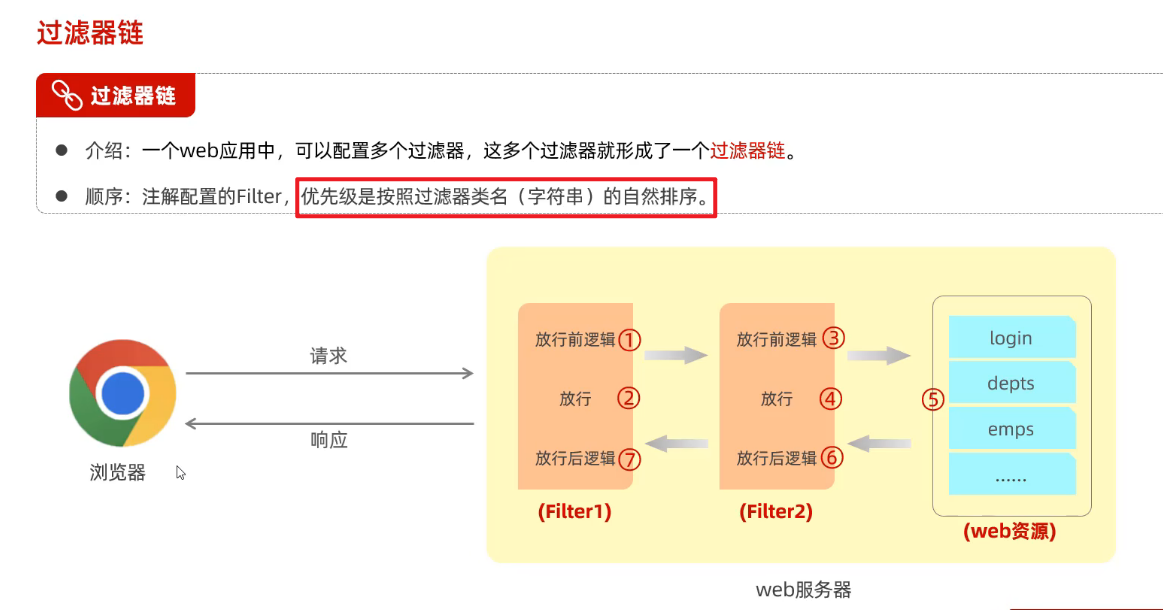 过滤器链
过滤器链
● 介绍：一个web应用中，可以配置多个过滤器，这多个过滤器就形成了一个过滤器链。
● 顺序：注解配置的Filter，优先级是按照过滤器类名（字符串）的自然排序。
浏览器
请求
响应
放行前逻辑①
放行 ②
放行后逻辑⑦
(Filter1)
放行前逻辑③
放行 ④
放行后逻辑⑥
(Filter2)
⑤
login
depts
emps
......
(web资源)
web服务器